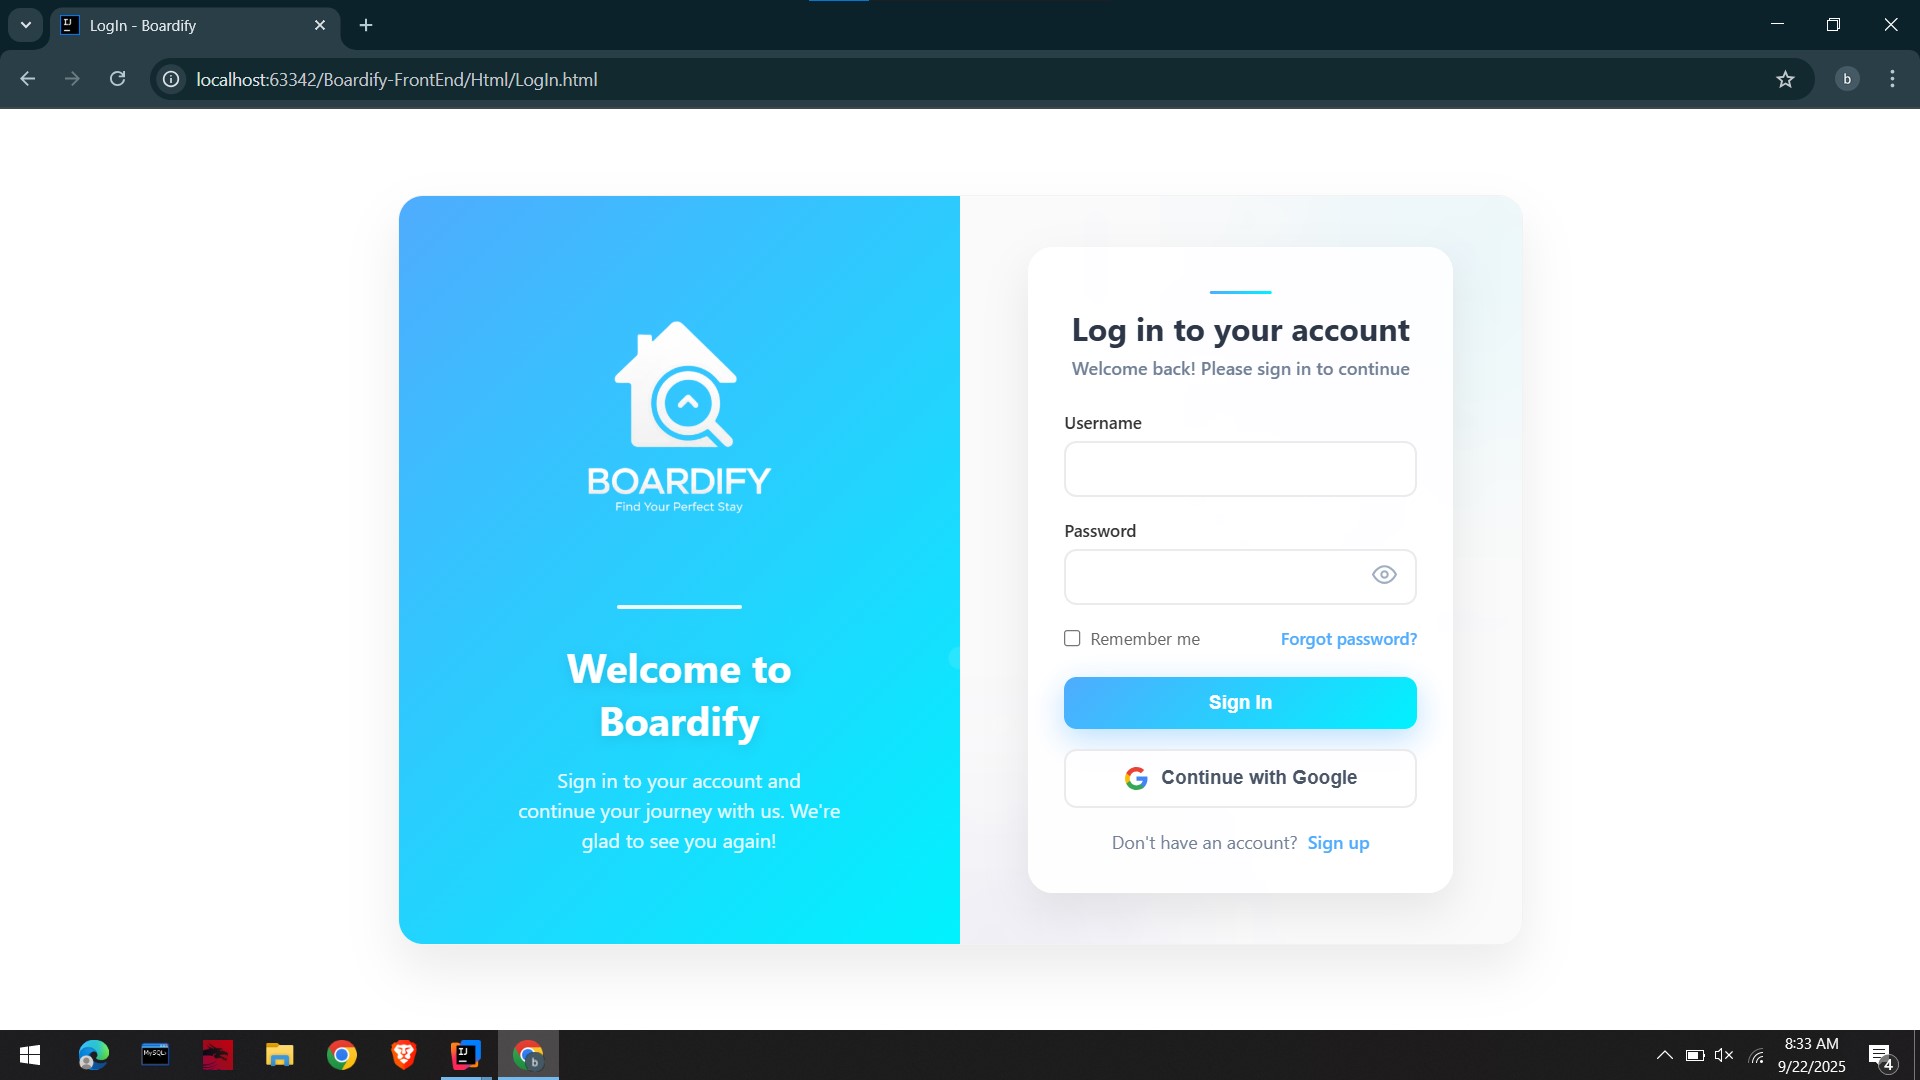 LogIn - Boardify
localhost:63342/Boardify-FrontEnd/Html/LogIn.html
b
BOARDIFY
Find Your Perfect Stay
Welcome to
Boardify
Sign in to your account and
continue your journey with us. We're
glad to see you again!
Log in to your account
Welcome back! Please sign in to continue
Username
Password
Remember me
Forgot password?
Sign In
Continue with Google
Don't have an account? Sign up
MySQL
IJ
b
8:33 AM
9/22/2025
4